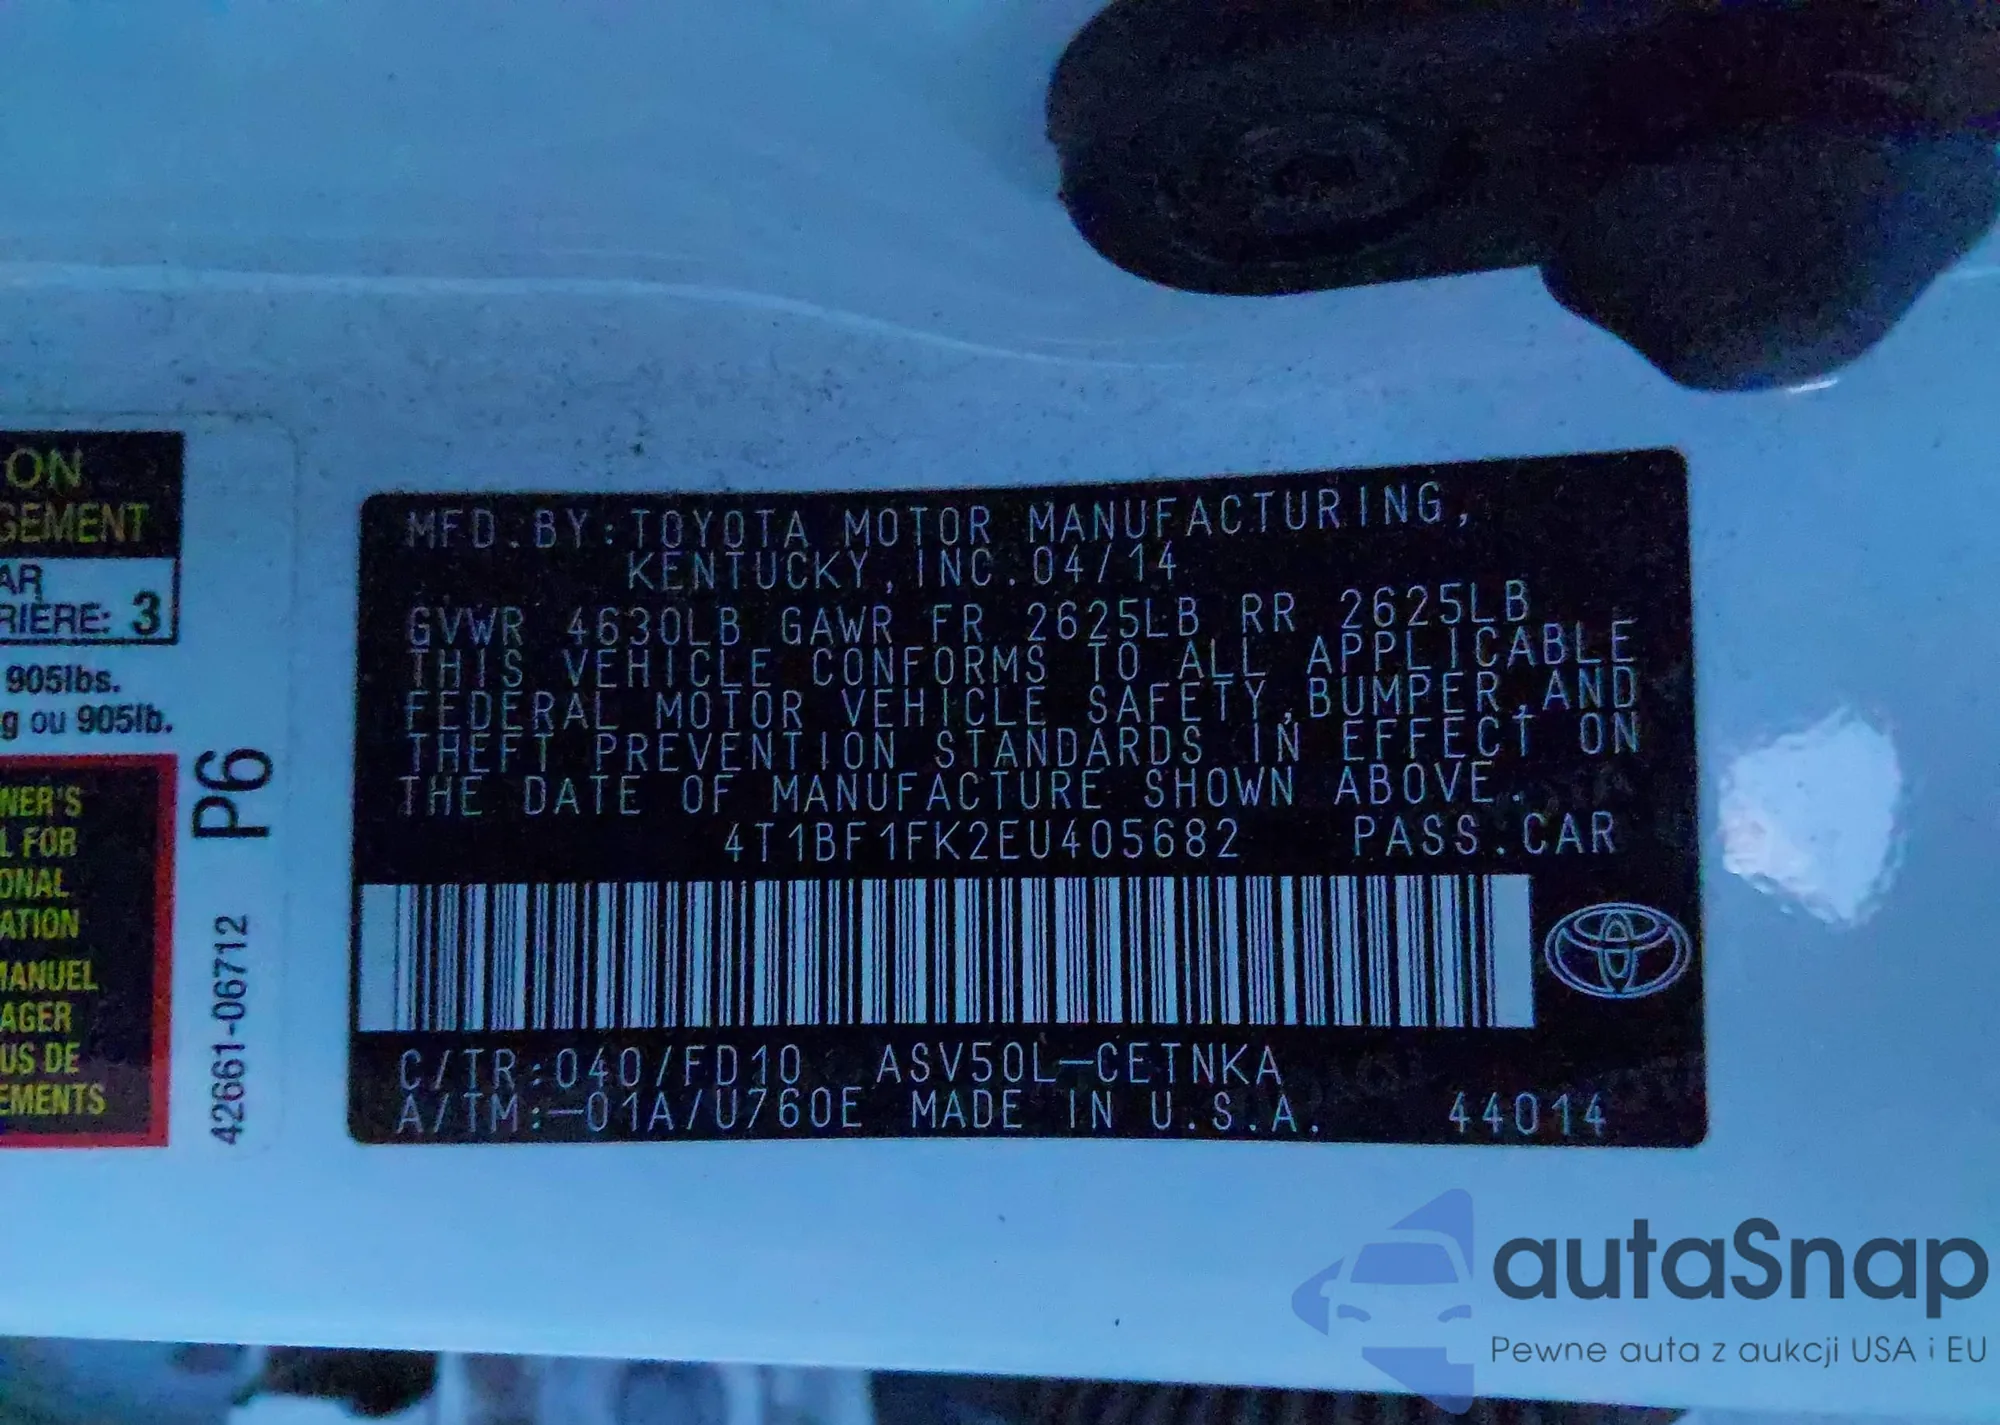 ON
GEMENT
AR
RIÈRE: 3
905lbs.
g ou 905lb.
NER'S
L FOR
ONAL
ATION
MANUEL
AGER
US DE
EMENTS
P6
42661-06712
MFD.BY:TOYOTA MOTOR MANUFACTURING,
KENTUCKY,INC.04/14
GVWR 4630LB GAWR FR 2625LB RR 2625LB
THIS VEHICLE CONFORMS TO ALL APPLICABLE
FEDERAL MOTOR VEHICLE SAFETY,BUMPER,AND
THEFT PREVENTION STANDARDS IN EFFECT ON
THE DATE OF MANUFACTURE SHOWN ABOVE.
4T1BF1FK2EU405682 PASS.CAR
C/TR:040/FD10 ASV50L-CETNKA
A/TM:-01A/U760E MADE IN U.S.A. 44014
autaSnap
Pewne auta z aukcji USA i EU